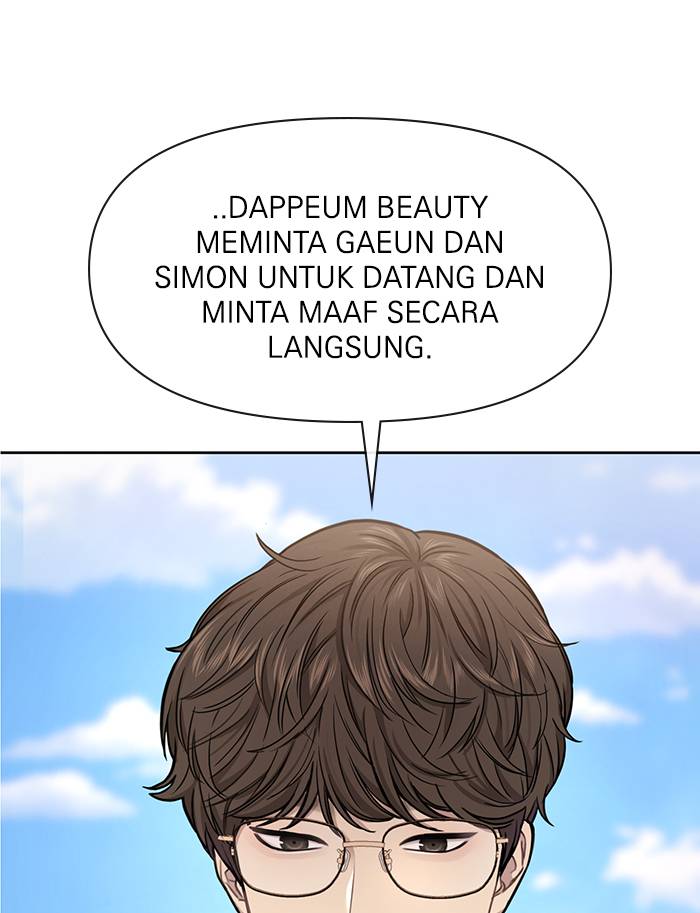 ..DAPPEUM BEAUTY
MEMINTA GAEUN DAN
SIMON UNTUK DATANG DAN
MINTA MAAF SECARA
LANGSUNG.